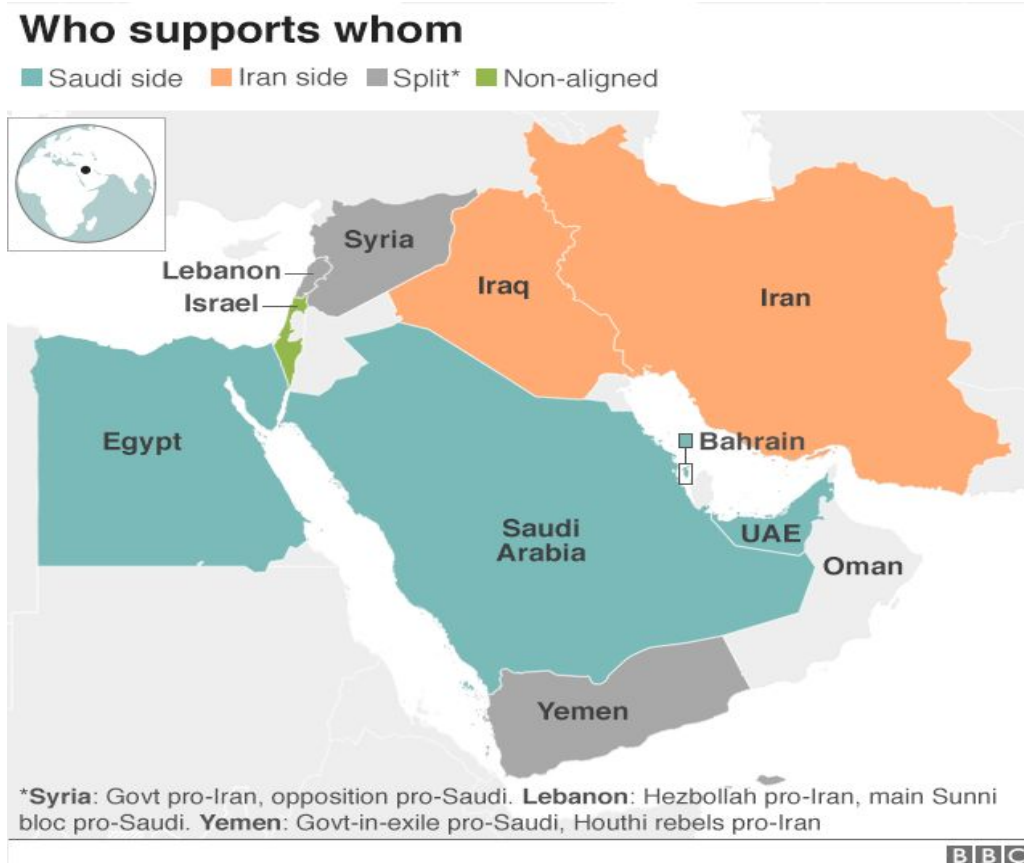 Who supports whom
Saudi side Iran side Split* Non-aligned
Syria
Lebanon
Israel
Iraq
Iran
Egypt
Bahrain
Saudi
Arabia
UAE
Oman
Yemen
*Syria: Govt pro-Iran, opposition pro-Saudi. Lebanon: Hezbollah pro-Iran, main Sunni
bloc pro-Saudi. Yemen: Govt-in-exile pro-Saudi, Houthi rebels pro-Iran
BBC